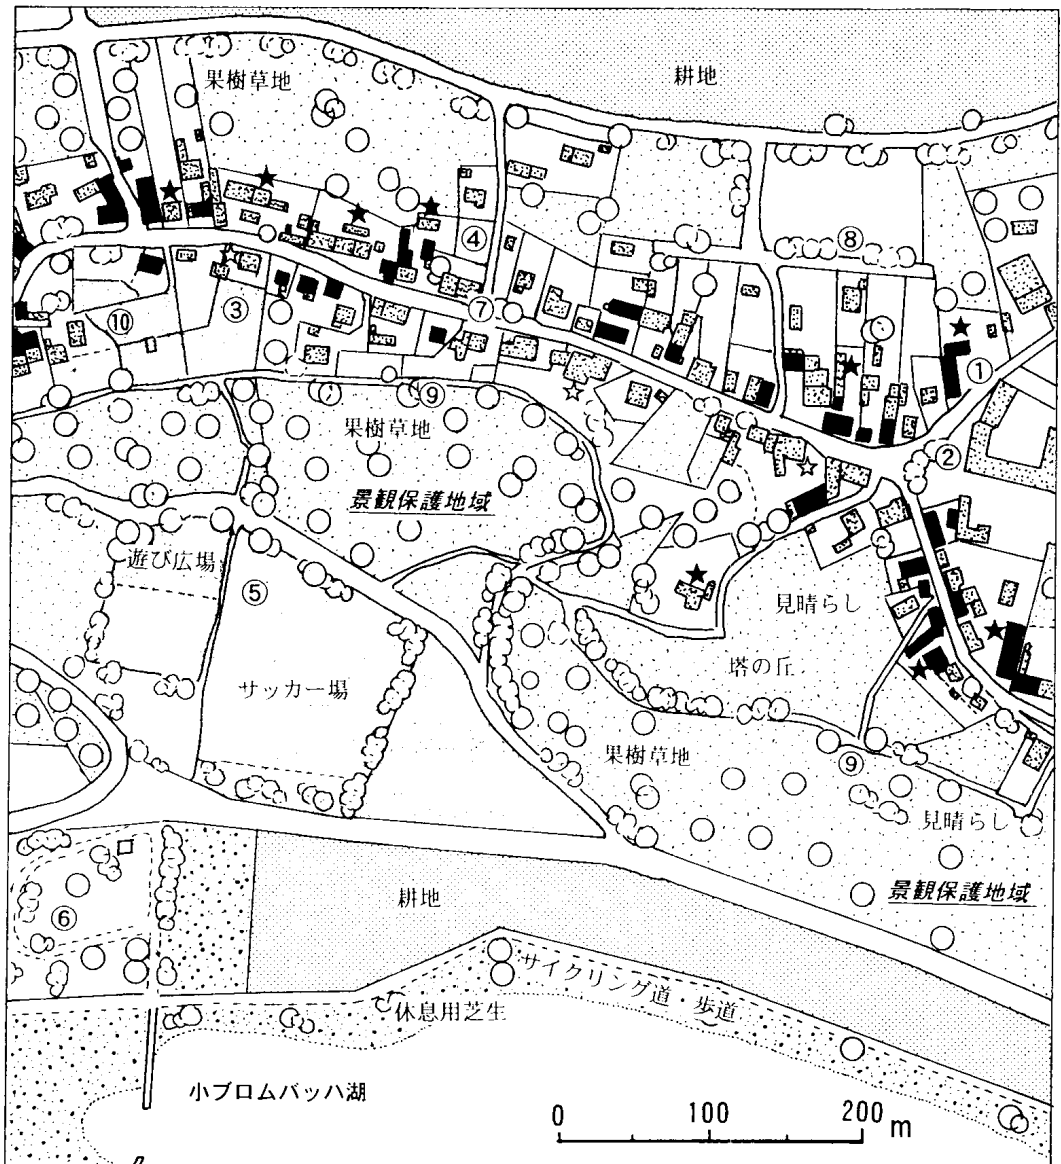 果樹草地
耕地
④
⑧
③
⑩
⑦
①
⑨
果樹草地
②
景観保護地域
遊び広場
⑤
見晴らし
塔の丘
サッカー場
果樹草地
⑨
見晴らし
耕地
景観保護地域
⑥
サイクリング道・歩道
休息用芝生
小ブロムバッハ湖
0 100 200 m